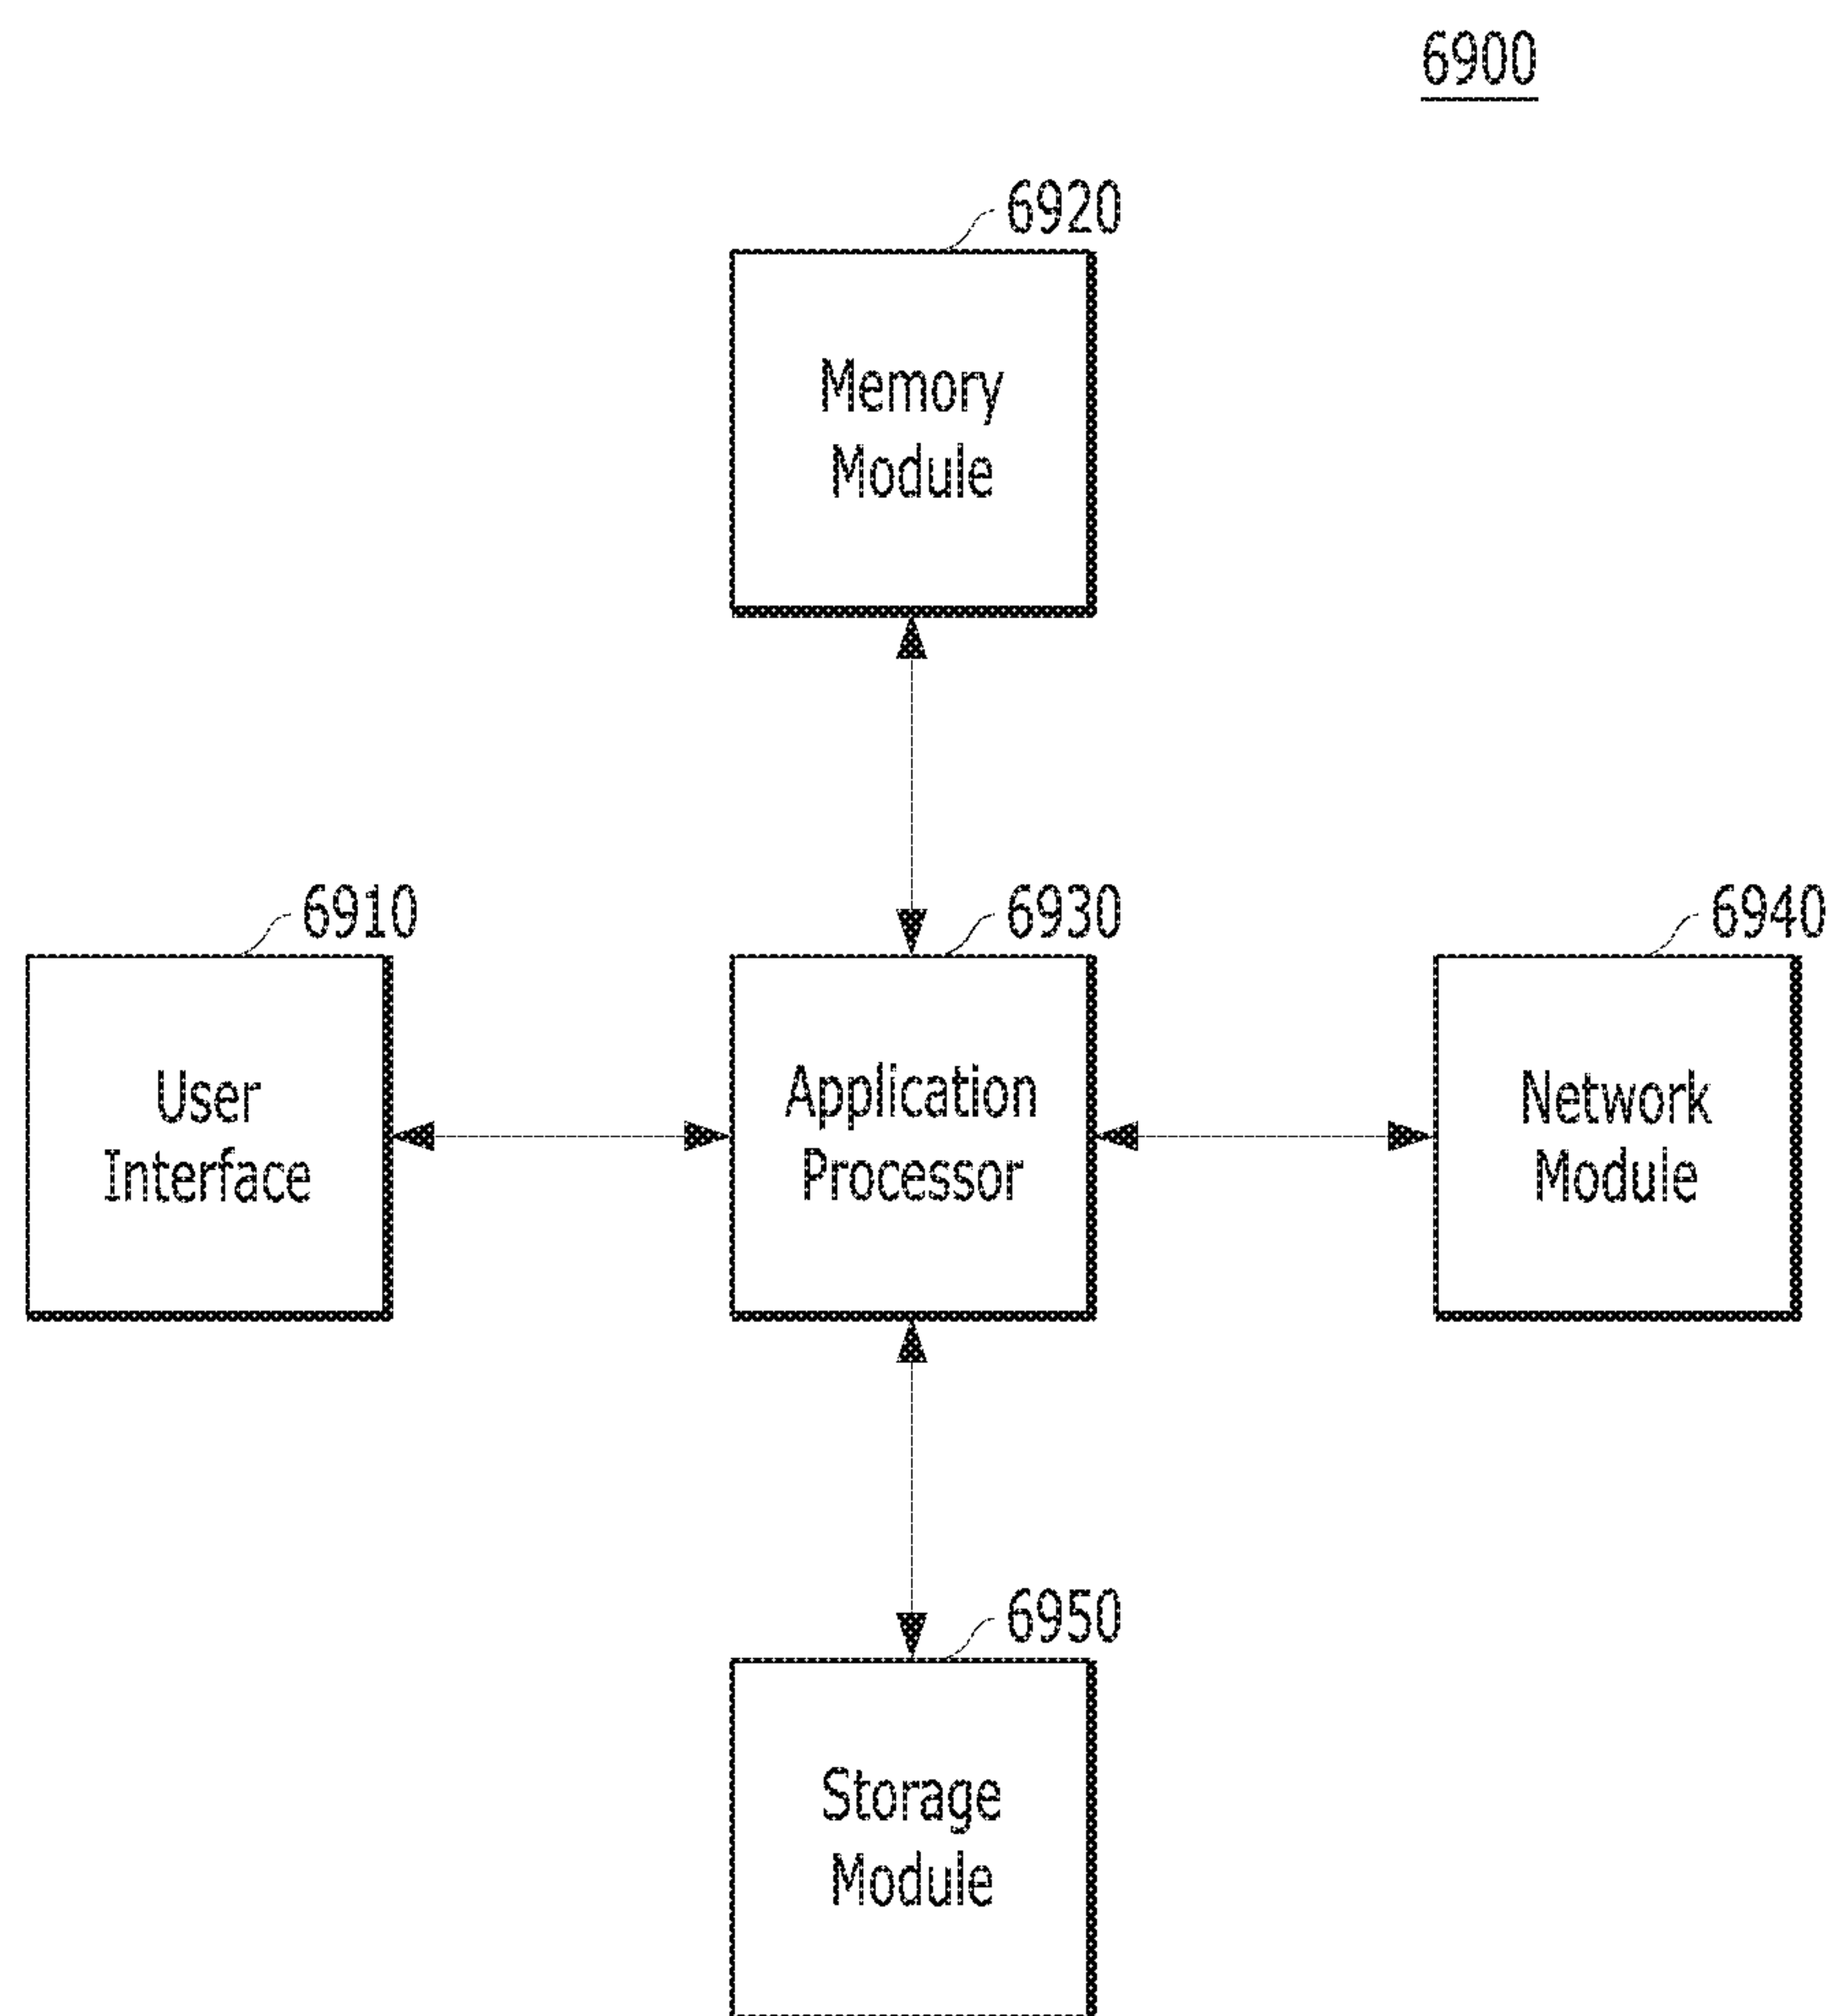 6900
6920
Memory
Module
6910
6930
6940
User
Interface
Application
Processor
Network
Module
6950
Storage
Module